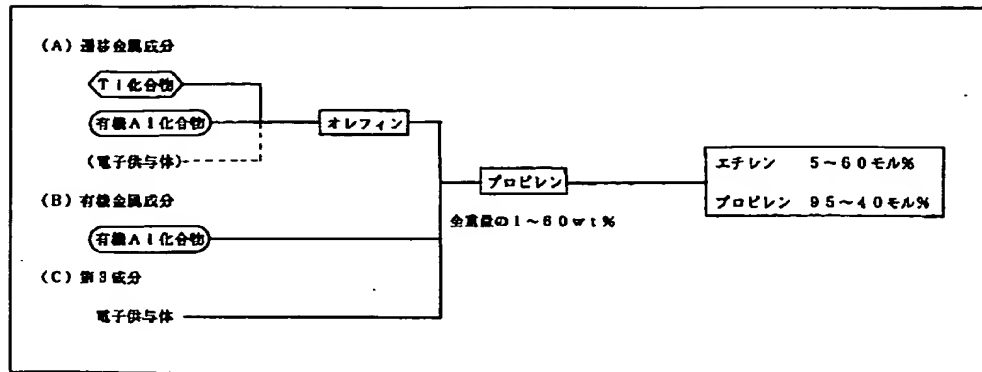 (A) 遷移金属成分
Ti化合物
有機Al化合物
(電子供与体)
オレフィン
(B) 有機金属成分
有機Al化合物
プロピレン
全重量の1~60wt%
エチレン 5~60モル%
プロピレン 95~40モル%
(C) 第3成分
電子供与体